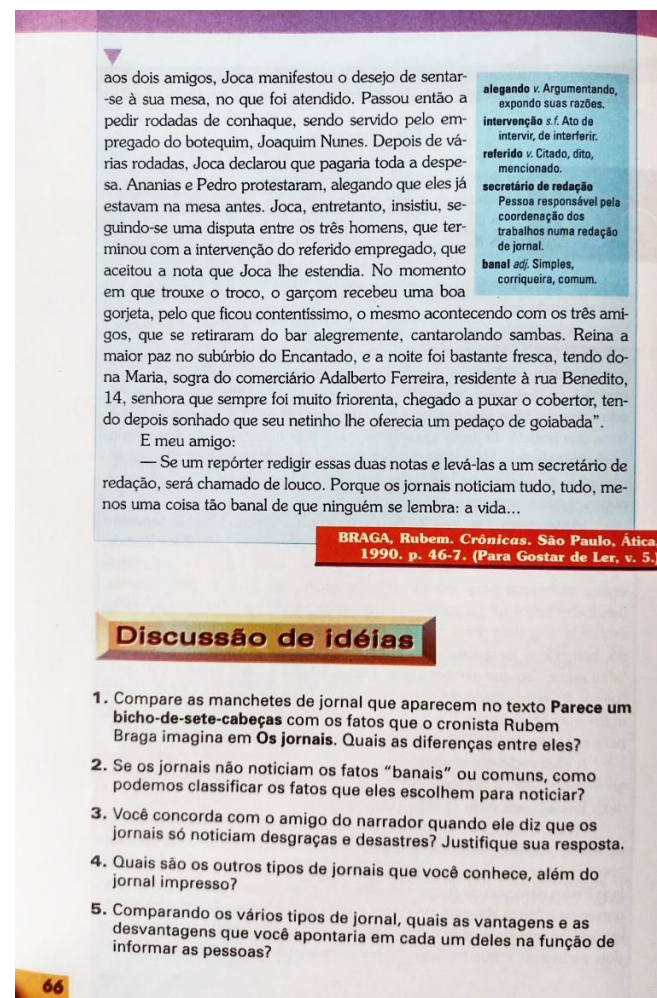 aos dois amigos, Joca manifestou o desejo de sentar-
-se à sua mesa, no que foi atendido. Passou então a
pedir rodadas de conhaque, sendo servido pelo em-
pregado do botequim, Joaquim Nunes. Depois de vá-
rias rodadas, Joca declarou que pagaria toda a despe-
sa. Ananias e Pedro protestaram, alegando que eles já
estavam na mesa antes. Joca, entretanto, insistiu, se-
guindo-se uma disputa entre os três homens, que ter-
minou com a intervenção do referido empregado, que
aceitou a nota que Joca lhe estendia. No momento
em que trouxe o troco, o garçom recebeu uma boa
gorjeta, pelo que ficou contentíssimo, o mesmo acontecendo com os três ami-
gos, que se retiraram do bar alegremente, cantarolando sambas. Reina a
maior paz no subúrbio do Encantado, e a noite foi bastante fresca, tendo do-
na Maria, sogra do comerciário Adalberto Ferreira, residente à rua Benedito,
14, senhora que sempre foi muito friorenta, chegado a puxar o cobertor, ten-
do depois sonhado que seu netinho lhe oferecia um pedaço de goiabada”.
E meu amigo:
— Se um repórter redigir essas duas notas e levá-las a um secretário de
redação, será chamado de louco. Porque os jornais noticiam tudo, tudo, me-
nos uma coisa tão banal de que ninguém se lembra: a vida...
alegando v. Argumentando,
expondo suas razões.
intervenção s.f. Ato de
intervir, de interferir.
referido v. Citado, dito,
mencionado.
secretário de redação
Pessoa responsável pela
coordenação dos
trabalhos numa redação
de jornal.
banal adj. Simples,
corriqueira, comum.
BRAGA, Rubem. Crônicas. São Paulo, Ática,
1990. p. 46-7. (Para Gostar de Ler, v. 5.)
Discussão de idéias
1. Compare as manchetes de jornal que aparecem no texto Parece um
bicho-de-sete-cabeças com os fatos que o cronista Rubem
Braga imagina em Os jornais. Quais as diferenças entre eles?
2. Se os jornais não noticiam os fatos “banais” ou comuns, como
podemos classificar os fatos que eles escolhem para noticiar?
3. Você concorda com o amigo do narrador quando ele diz que os
jornais só noticiam desgraças e desastres? Justifique sua resposta.
4. Quais são os outros tipos de jornais que você conhece, além do
jornal impresso?
5. Comparando os vários tipos de jornal, quais as vantagens e as
desvantagens que você apontaria em cada um deles na função de
informar as pessoas?
66